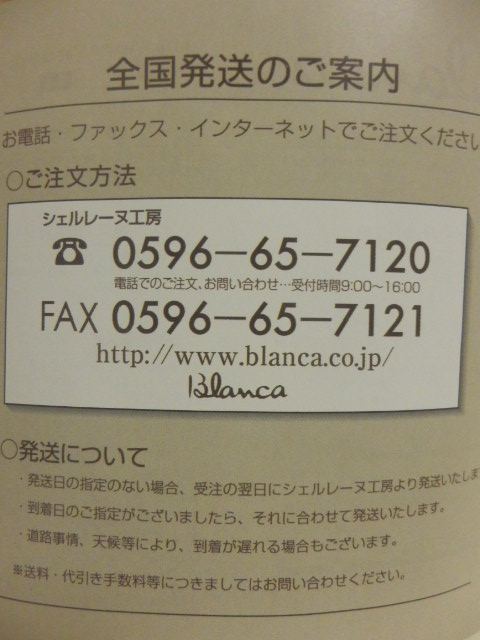 全国発送のご案内
お電話・ファックス・インターネットでご注文ください
○ご注文方法
シェルレーヌ工房
☎ 0596-65-7120
電話でのご注文、お問い合わせ…受付時間9:00〜16:00
FAX 0596-65-7121
http://www.blanca.co.jp/
Blanca
○発送について
・発送日の指定のない場合、受注の翌日にシェルレーヌ工房より発送いたしま
・到着日のご指定がございましたら、それに合わせて発送いたします。
・道路事情、天候等により、到着が遅れる場合もございます。
※送料・代引き手数料等につきましてはお問い合わせください。